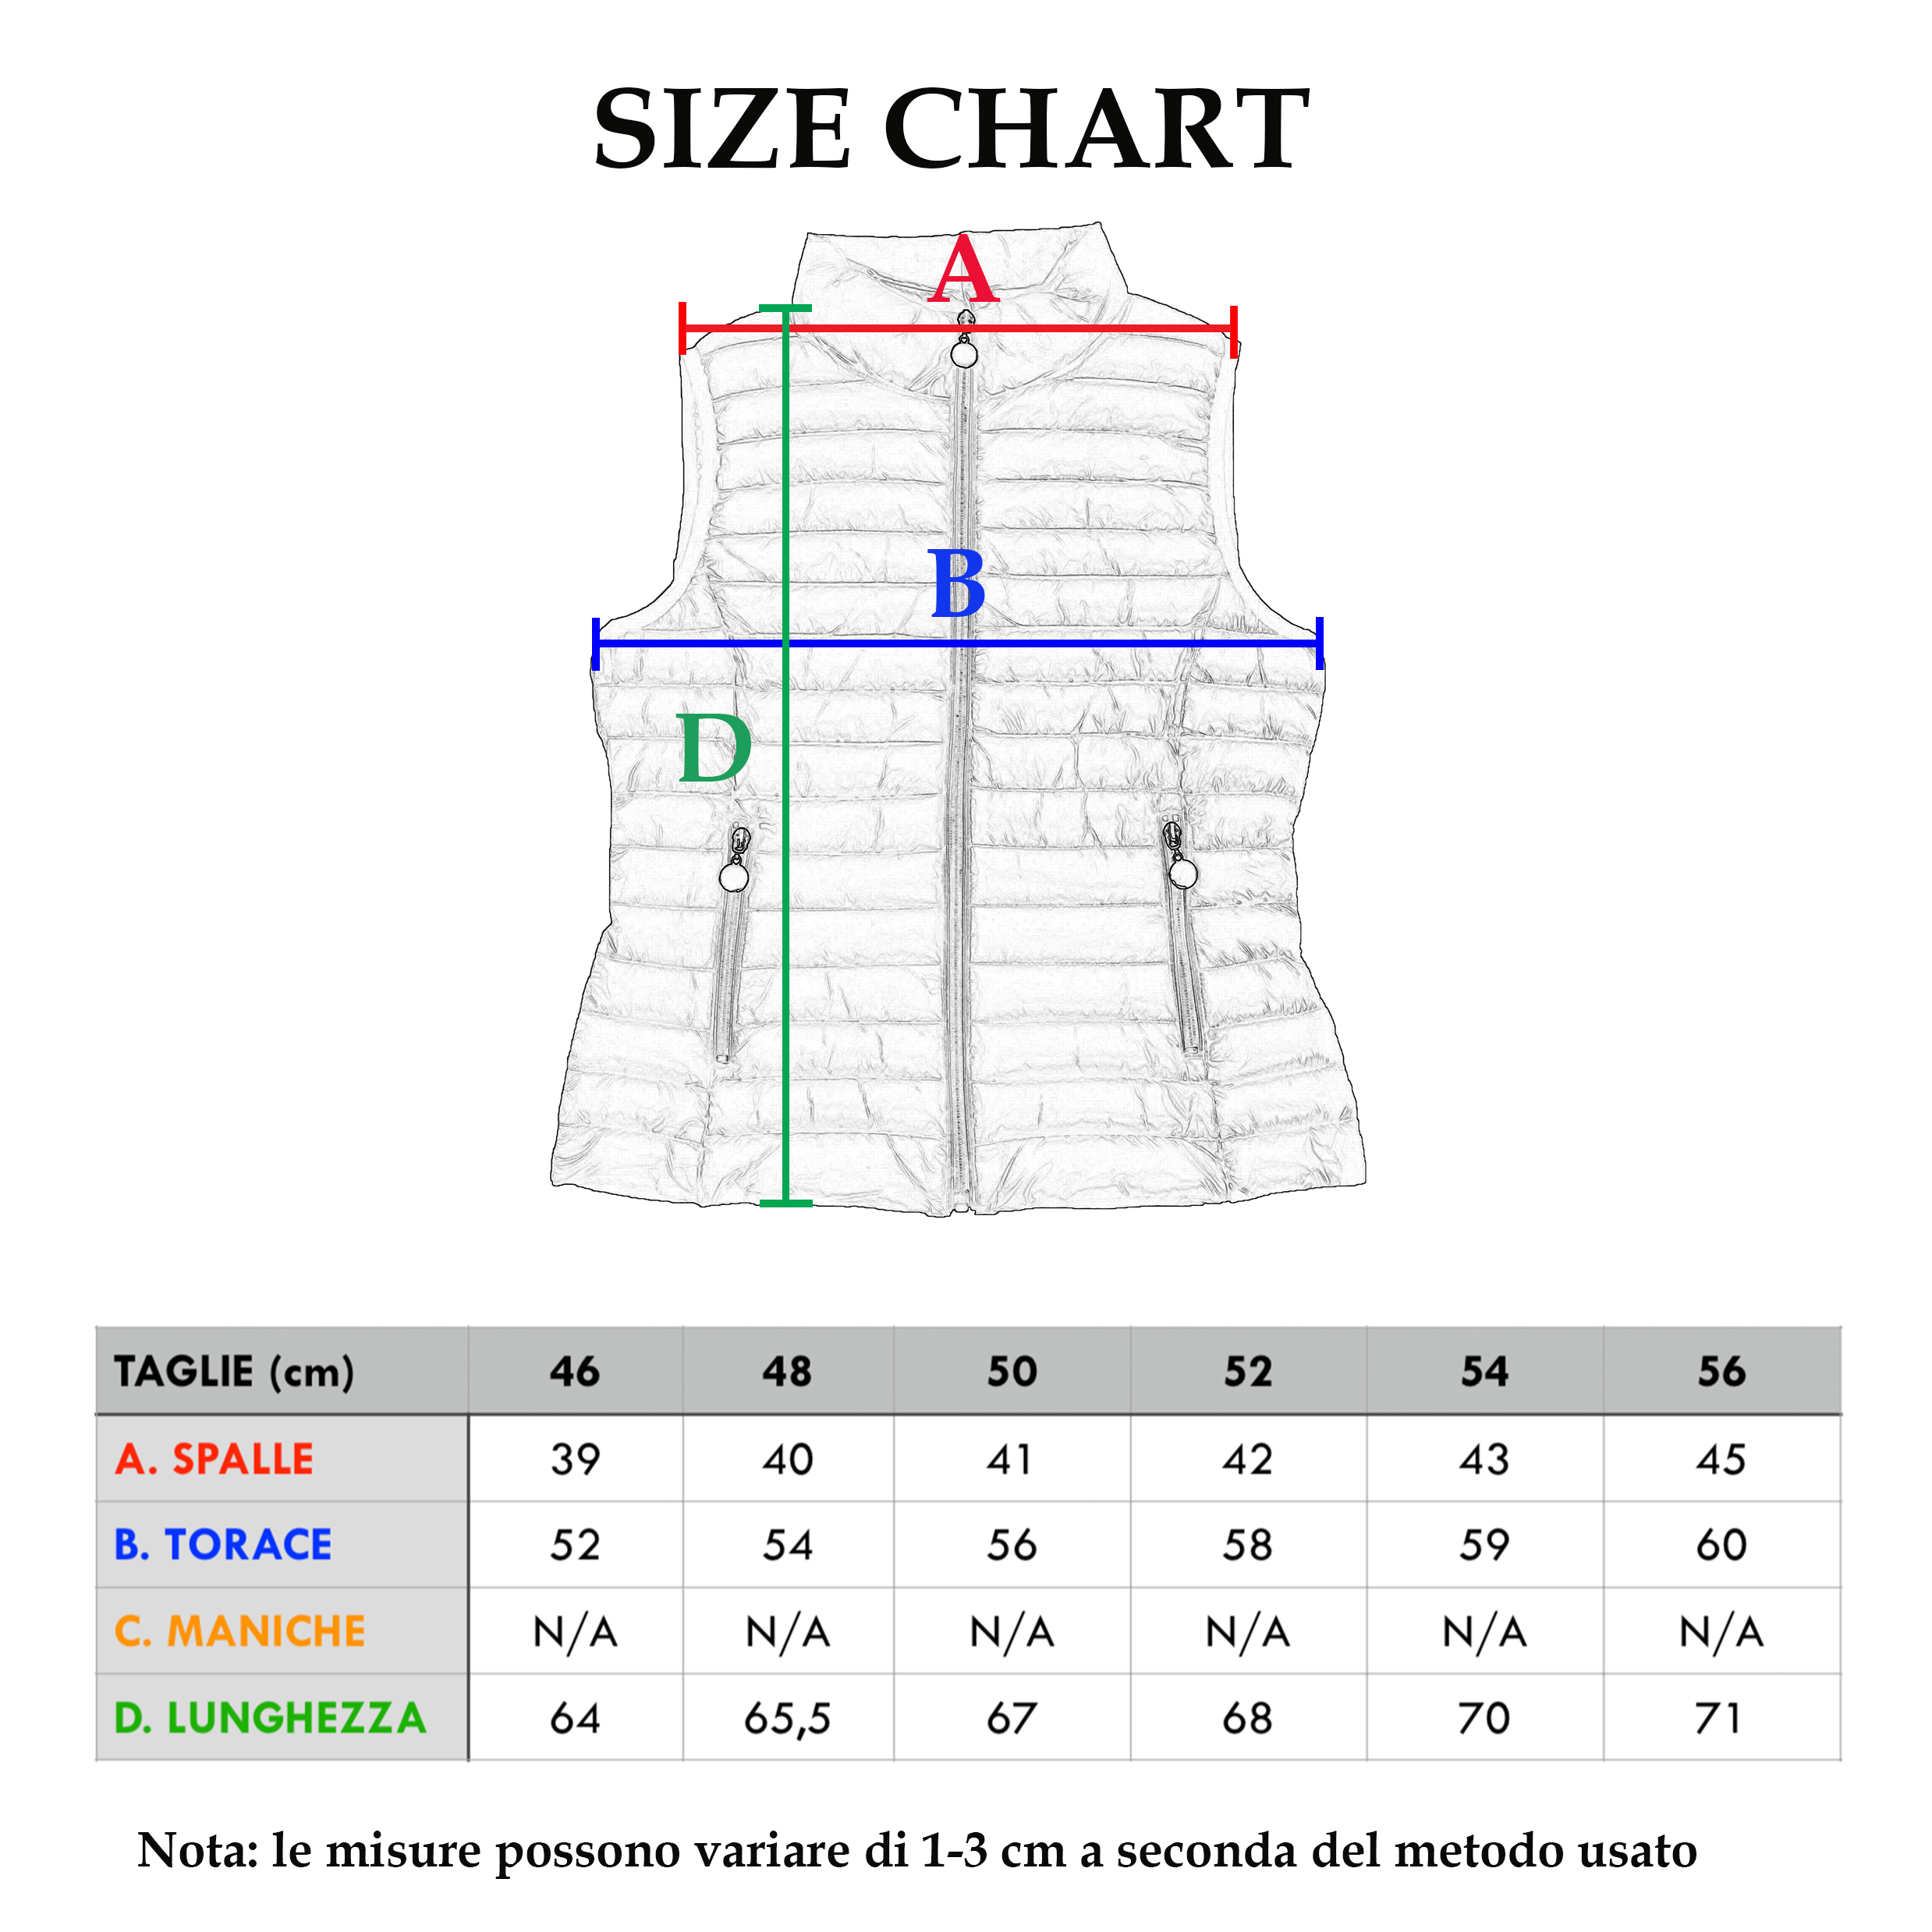 SIZE CHART
A
B
D
TAGLIE (cm) 46 48 50 52 54 56
A. SPALLE 39 40 41 42 43 45
B. TORACE 52 54 56 58 59 60
C. MANICHE N/A N/A N/A N/A N/A N/A
D. LUNGHEZZA 64 65,5 67 68 70 71
Nota: le misure possono variare di 1-3 cm a seconda del metodo usato